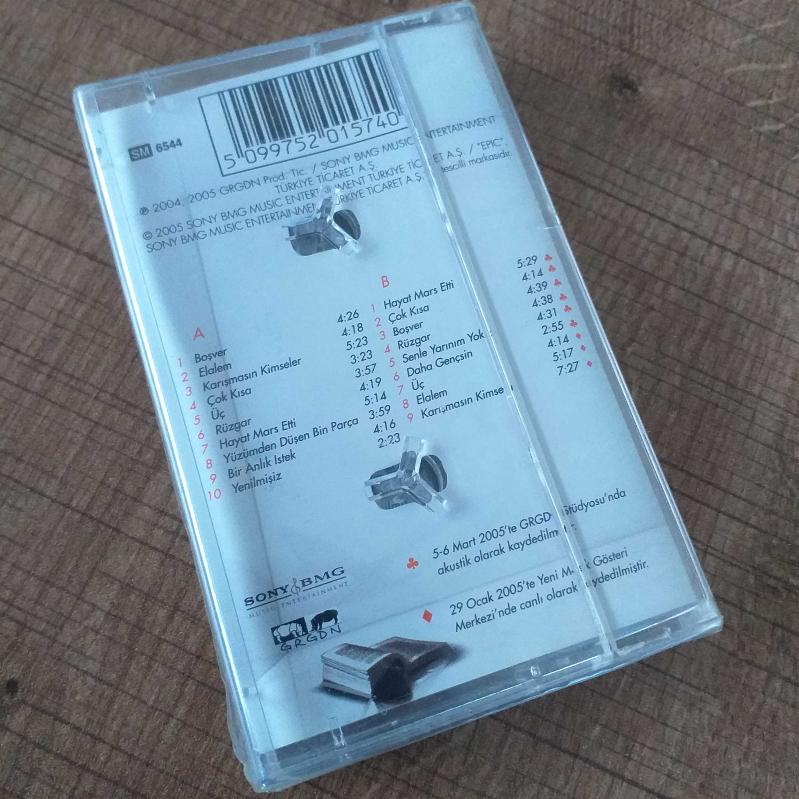 SM 6544
5 099752 015740
℗ 2004, 2005 GRGDN Prod. Tic. / SONY BMG MUSIC ENTERTAINMENT
TÜRKİYE TİCARET A.Ş.
© 2005 SONY BMG MUSIC ENTERTAINMENT TÜRKİYE TİCARET A.Ş. / "EPIC",
SONY BMG MUSIC ENTERTAINMENT TÜRKİYE TİCARET A.Ş. tescilli markasıdır.
A
1 Boşver 4:26
2 Elalem 4:18
3 Karışmasın Kimseler 5:23
4 Çok Kısa 3:23
5 Üç 3:57
6 Rüzgar 4:19
7 Hayat Mars Etti 5:14
8 Yüzümden Düşen Bin Parça 3:59
9 Bir Anlık İstek 4:16
10 Yenilmişiz 2:23
B
1 Hayat Mars Etti 5:29 ♣
2 Çok Kısa 4:14 ♣
3 Boşver 4:39 ♣
4 Rüzgar 4:38 ♣
5 Senle Yarınım Yok 4:31 ♣
6 Daha Gençsin 2:55 ♣
7 Üç 4:14 ♦
8 Elalem 5:17 ♦
9 Karışmasın 7:27 ♦
♣ 5-6 Mart 2005'te Stüdyosu'nda
akustik olarak
♦ 29 Ocak 2005'te Yeni Gösteri
Merkezi'nde canlı olarak kaydedilmiştir.
SONY BMG
MUSIC ENTERTAINMENT
GRGDN